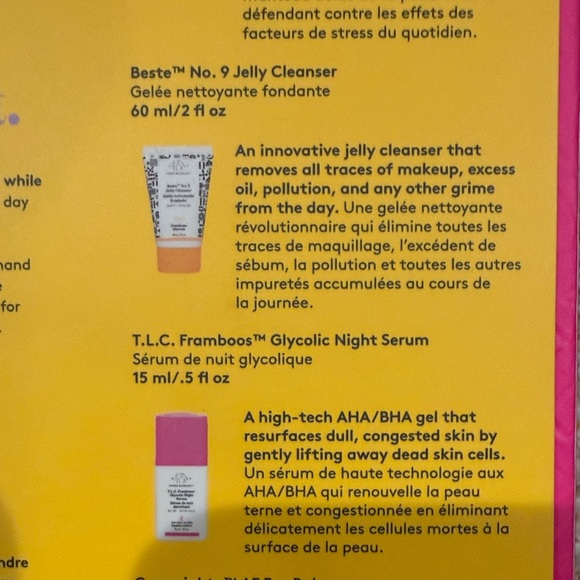 défendant contre les effets des
facteurs de stress du quotidien.
Beste™ No. 9 Jelly Cleanser
Gelée nettoyante fondante
60 ml/2 fl oz
An innovative jelly cleanser that
removes all traces of makeup, excess
oil, pollution, and any other grime
from the day. Une gelée nettoyante
révolutionnaire qui élimine toutes les
traces de maquillage, l'excédent de
sébum, la pollution et toutes les autres
impuretés accumulées au cours de
la journée.
T.L.C. Framboos™ Glycolic Night Serum
Sérum de nuit glycolique
15 ml/.5 fl oz
A high-tech AHA/BHA gel that
resurfaces dull, congested skin by
gently lifting away dead skin cells.
Un sérum de haute technologie aux
AHA/BHA qui renouvelle la peau
terne et congestionnée en éliminant
délicatement les cellules mortes à la
surface de la peau.
while
day
for